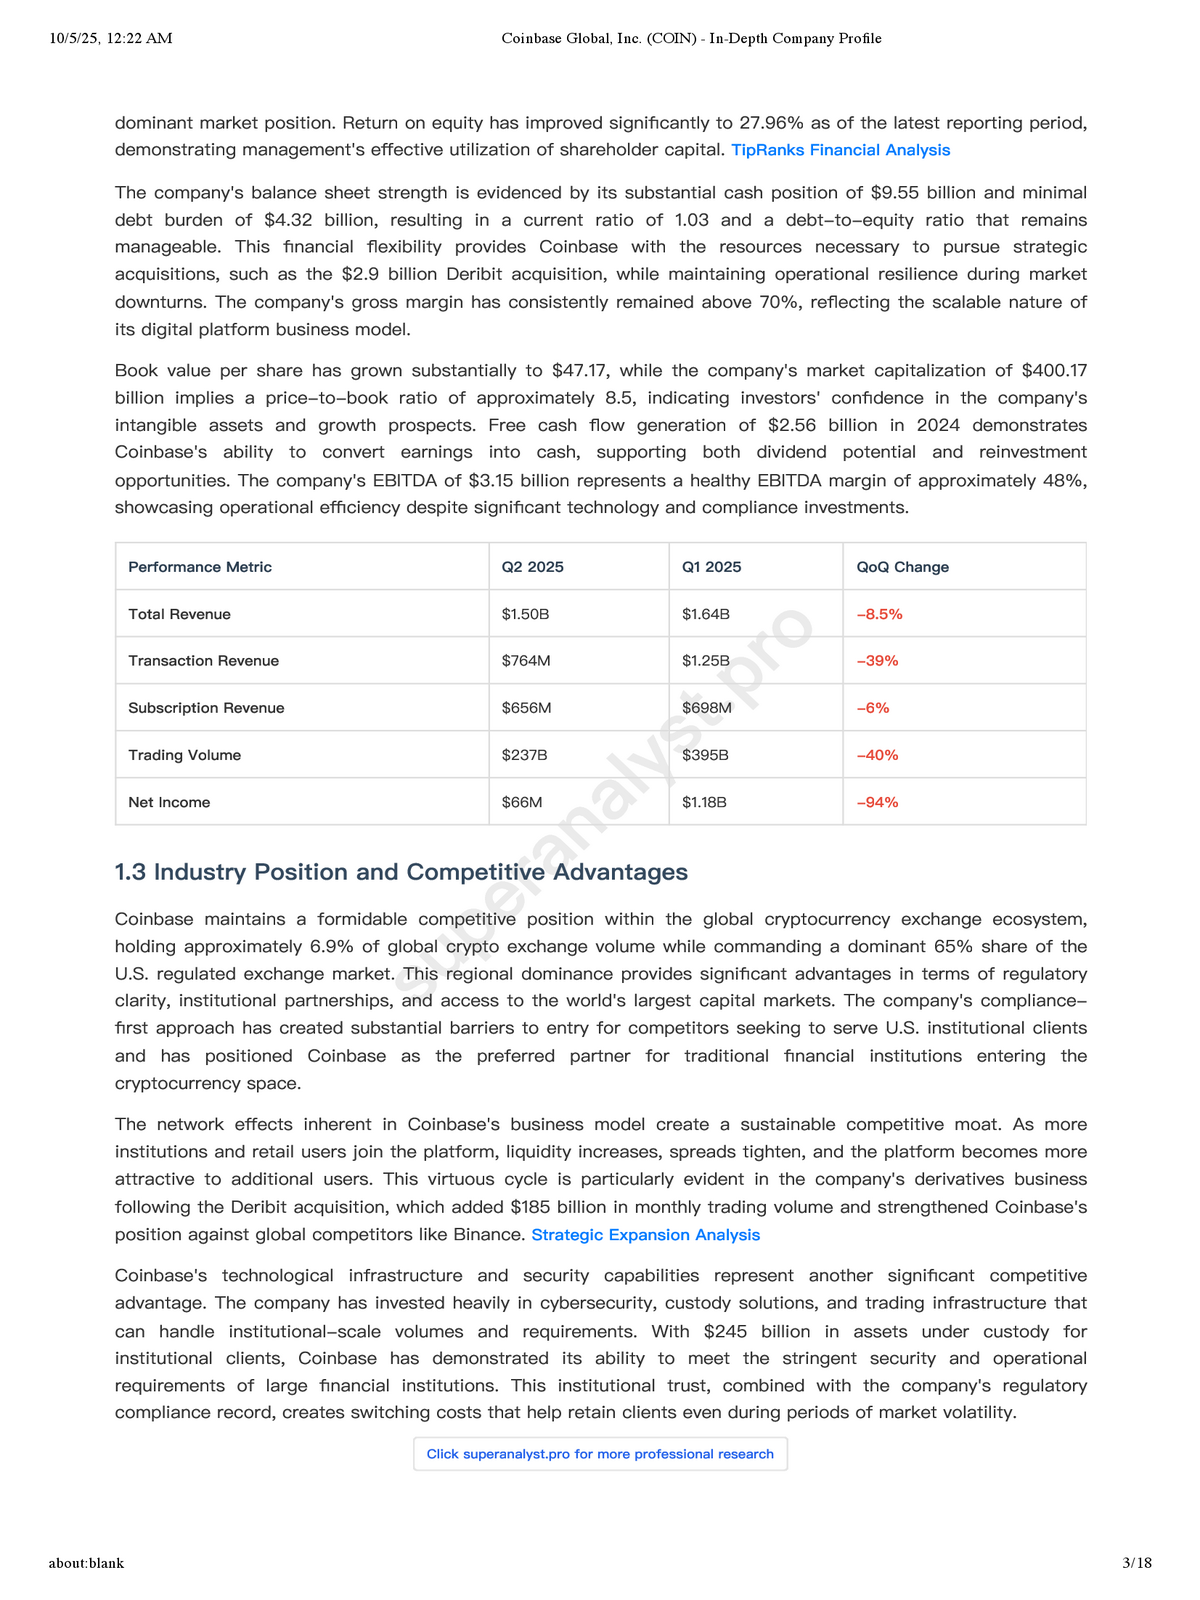 10/5/25, 12:22 AM
Coinbase Global, Inc. (COIN) - In-Depth Company Profile
dominant market position. Return on equity has improved significantly to 27.96% as of the latest reporting period,
demonstrating management's effective utilization of shareholder capital. TipRanks Financial Analysis
The company's balance sheet strength is evidenced by its substantial cash position of $9.55 billion and minimal
debt burden of $4.32 billion, resulting in a current ratio of 1.03 and a debt-to-equity ratio that remains
manageable. This financial flexibility provides Coinbase with the resources necessary to pursue strategic
acquisitions, such as the $2.9 billion Deribit acquisition, while maintaining operational resilience during market
downturns. The company's gross margin has consistently remained above 70%, reflecting the scalable nature of
its digital platform business model.
Book value per share has grown substantially to $47.17, while the company's market capitalization of $400.17
billion implies a price-to-book ratio of approximately 8.5, indicating investors' confidence in the company's
intangible assets and growth prospects. Free cash flow generation of $2.56 billion in 2024 demonstrates
Coinbase's ability to convert earnings into cash, supporting both dividend potential and reinvestment
opportunities. The company's EBITDA of $3.15 billion represents a healthy EBITDA margin of approximately 48%,
showcasing operational efficiency despite significant technology and compliance investments.
Performance Metric Q2 2025 Q1 2025 QoQ Change
Total Revenue $1.50B $1.64B -8.5%
Transaction Revenue $764M $1.25B -39%
Subscription Revenue $656M $698M -6%
Trading Volume $237B $395B -40%
Net Income $66M $1.18B -94%
superanalyst.pro
1.3 Industry Position and Competitive Advantages
Coinbase maintains a formidable competitive position within the global cryptocurrency exchange ecosystem,
holding approximately 6.9% of global crypto exchange volume while commanding a dominant 65% share of the
U.S. regulated exchange market. This regional dominance provides significant advantages in terms of regulatory
clarity, institutional partnerships, and access to the world's largest capital markets. The company's compliance-
first approach has created substantial barriers to entry for competitors seeking to serve U.S. institutional clients
and has positioned Coinbase as the preferred partner for traditional financial institutions entering the
cryptocurrency space.
The network effects inherent in Coinbase's business model create a sustainable competitive moat. As more
institutions and retail users join the platform, liquidity increases, spreads tighten, and the platform becomes more
attractive to additional users. This virtuous cycle is particularly evident in the company's derivatives business
following the Deribit acquisition, which added $185 billion in monthly trading volume and strengthened Coinbase's
position against global competitors like Binance. Strategic Expansion Analysis
Coinbase's technological infrastructure and security capabilities represent another significant competitive
advantage. The company has invested heavily in cybersecurity, custody solutions, and trading infrastructure that
can handle institutional-scale volumes and requirements. With $245 billion in assets under custody for
institutional clients, Coinbase has demonstrated its ability to meet the stringent security and operational
requirements of large financial institutions. This institutional trust, combined with the company's regulatory
compliance record, creates switching costs that help retain clients even during periods of market volatility.
Click superanalyst.pro for more professional research
about:blank
3/18